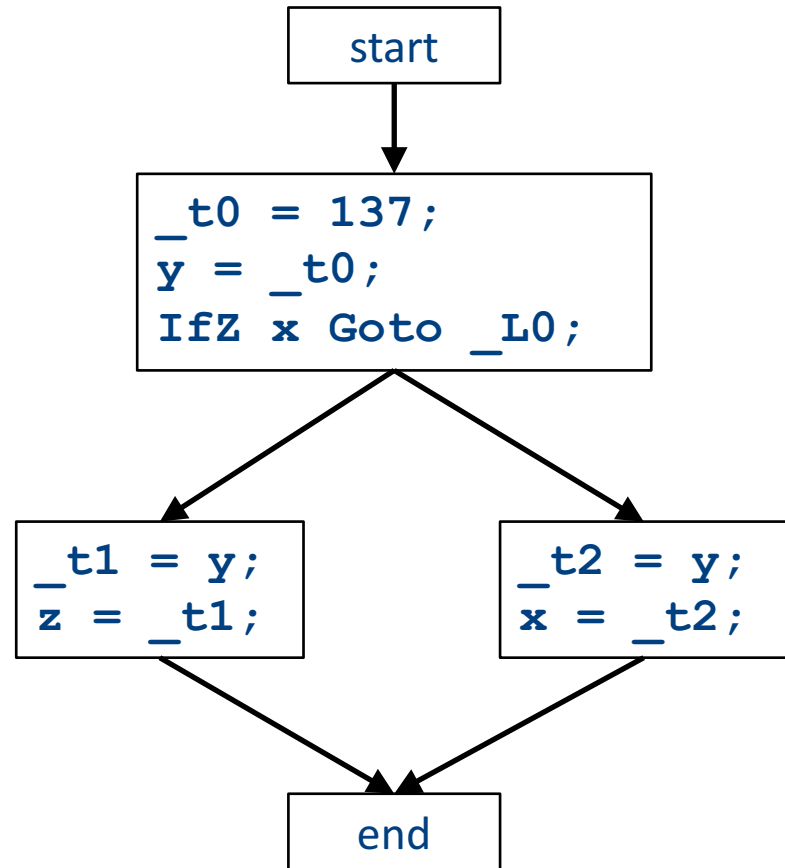 start
_t0 = 137;
y = _t0;
IfZ x Goto _L0;
_t1 = y;
z = _t1;
_t2 = y;
x = _t2;
end